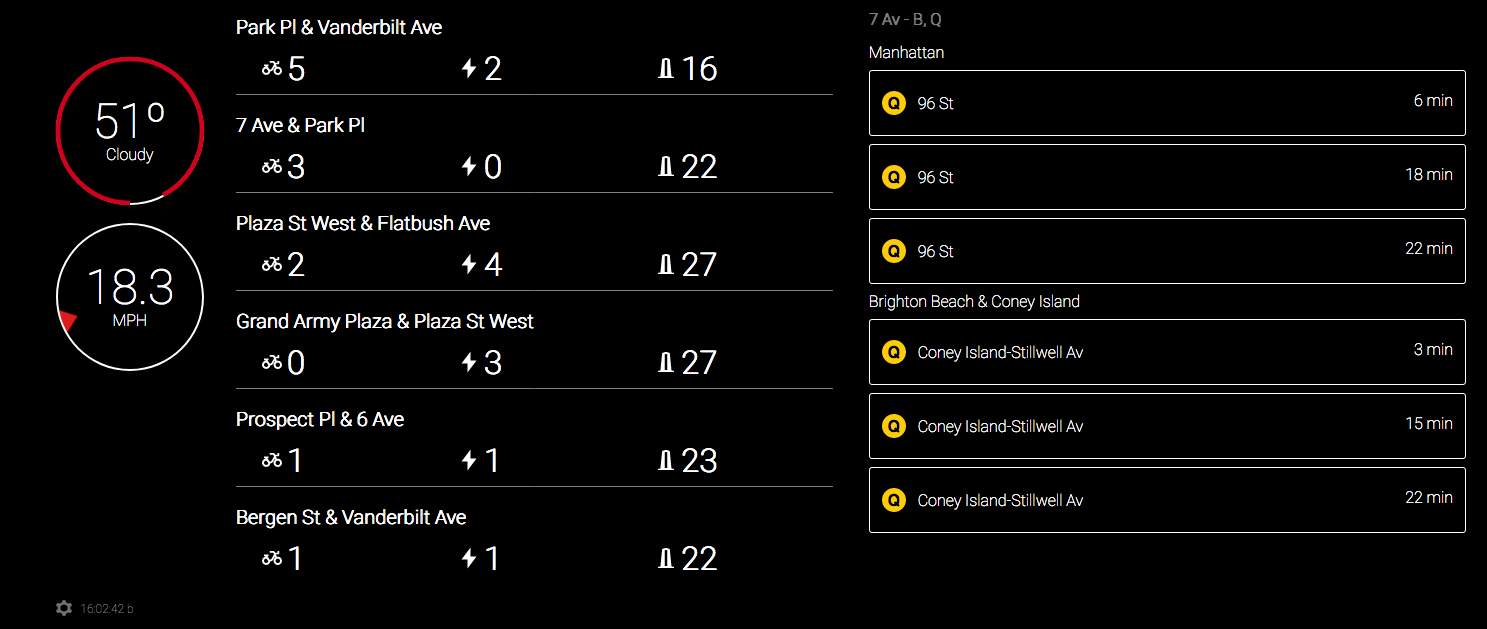 51º
Cloudy
18.3
MPH
16:02:42 b
Park Pl & Vanderbilt Ave
5 2 16
7 Ave & Park Pl
3 0 22
Plaza St West & Flatbush Ave
2 4 27
Grand Army Plaza & Plaza St West
0 3 27
Prospect Pl & 6 Ave
1 1 23
Bergen St & Vanderbilt Ave
1 1 22
7 Av - B, Q
Manhattan
Q 96 St 6 min
Q 96 St 18 min
Q 96 St 22 min
Brighton Beach & Coney Island
Q Coney Island-Stillwell Av 3 min
Q Coney Island-Stillwell Av 15 min
Q Coney Island-Stillwell Av 22 min